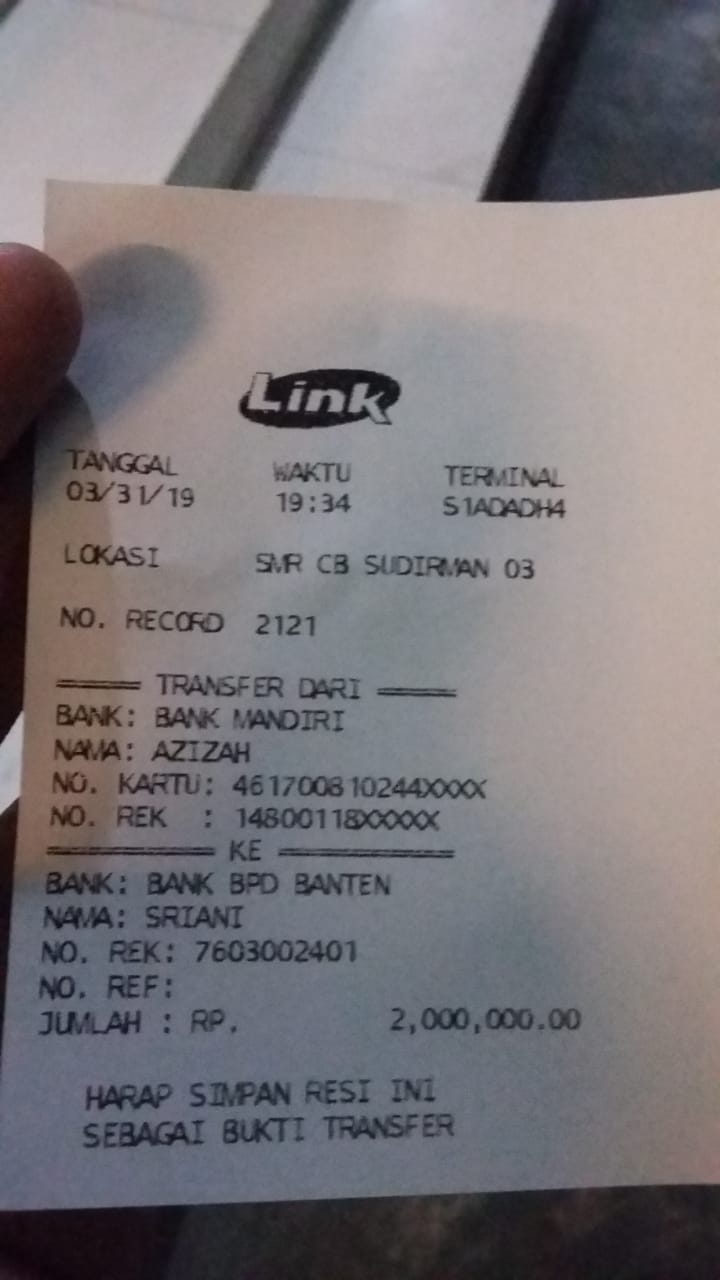 Link
TANGGAL WAKTU TERMINAL
03/31/19 19:34 S1ADADH4
LOKASI SMR CB SUDIRMAN 03
NO. RECORD 2121
===== TRANSFER DARI =====
BANK: BANK MANDIRI
NAMA: AZIZAH
NO. KARTU: 461700810244XXXX
NO. REK : 14800118XXXXX
========== KE ==========
BANK: BANK BPD BANTEN
NAMA: SRIANI
NO. REK: 7603002401
NO. REF:
JUMLAH : RP. 2,000,000.00
HARAP SIMPAN RESI INI
SEBAGAI BUKTI TRANSFER